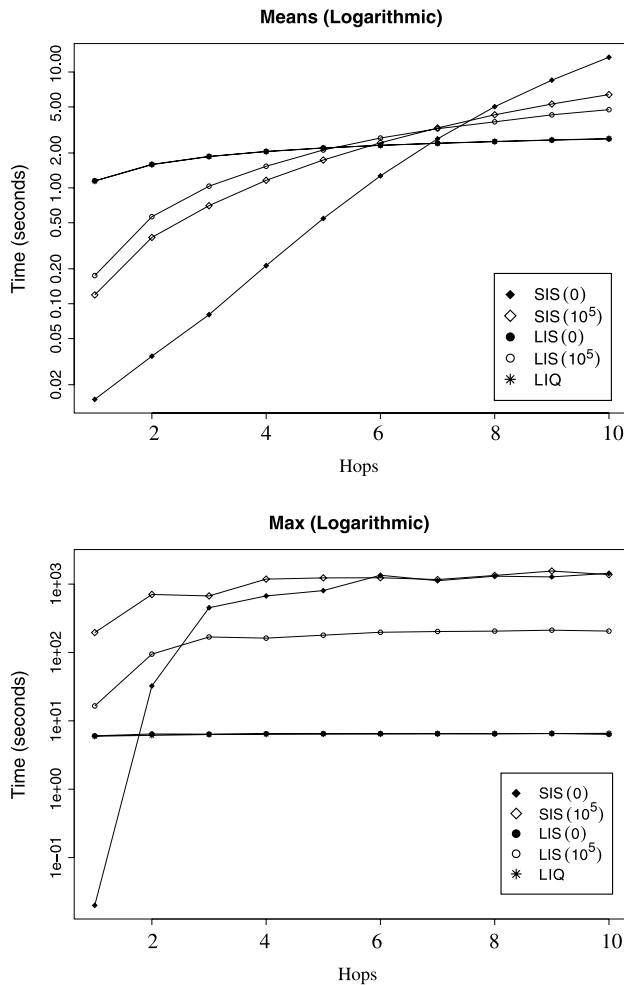 Means (Logarithmic)
Time (seconds)
10.00
5.00
2.00
1.00
0.50
0.20
0.10
0.05
0.02
SIS(0)
SIS(10⁵)
LIS(0)
LIS(10⁵)
LIQ
2 4 6 8 10
Hops
Max (Logarithmic)
Time (seconds)
1e+03
1e+02
1e+01
1e+00
1e−01
SIS(0)
SIS(10⁵)
LIS(0)
LIS(10⁵)
LIQ
2 4 6 8 10
Hops